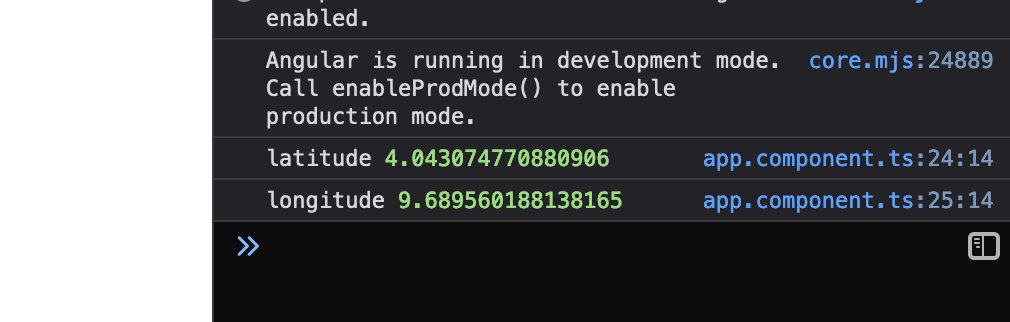 enabled.
Angular is running in development mode. core.mjs:24889
Call enableProdMode() to enable
production mode.
latitude 4.043074770880906 app.component.ts:24:14
longitude 9.689560188138165 app.component.ts:25:14